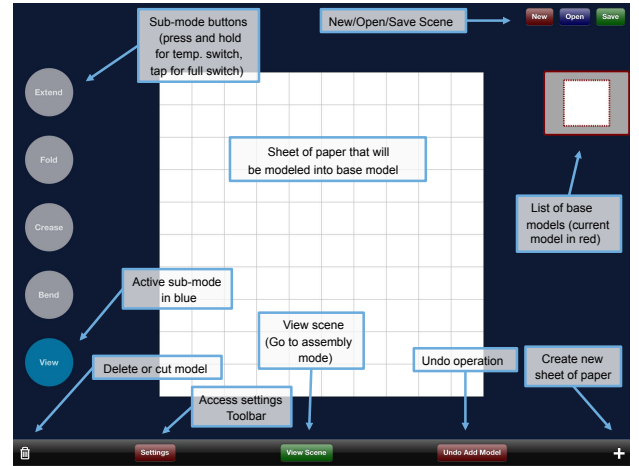 Sub-mode buttons
(press and hold
for temp. switch,
tap for full switch)
New/Open/Save Scene
New
Open
Save
Extend
Fold
Crease
Bend
View
Sheet of paper that will
be modeled into base model
List of base
models (current
model in red)
Active sub-mode
in blue
View scene
(Go to assembly
mode)
Delete or cut model
Undo operation
Create new
sheet of paper
Access settings
Toolbar
Settings
View Scene
Undo Add Model
+